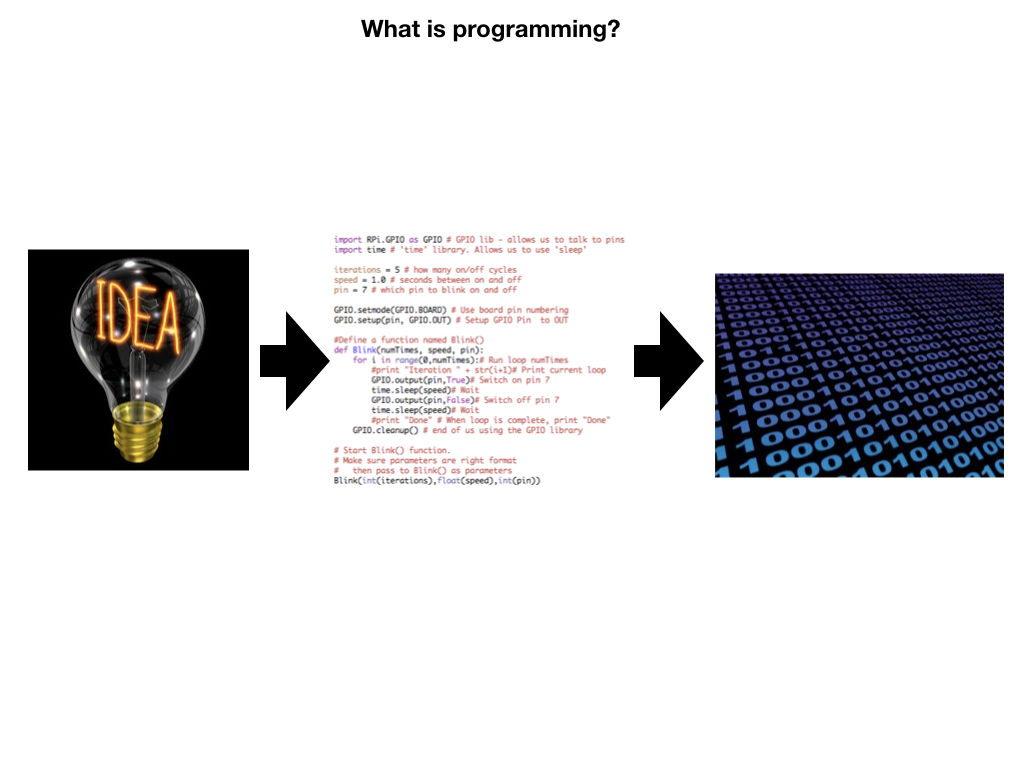 What is programming?
IDEA
import RPi.GPIO as GPIO # GPIO lib - allows us to talk to pins
import time # 'time' library. Allows us to use 'sleep'
iterations = 5 # how many on/off cycles
speed = 1.0 # seconds between on and off
pin = 7 # which pin to blink on and off
GPIO.setmode(GPIO.BOARD) # Use board pin numbering
GPIO.setup(pin, GPIO.OUT) # Setup GPIO Pin  to OUT
#Define a function named Blink()
def Blink(numTimes, speed, pin):
for i in range(0,numTimes):# Run loop numTimes
#print "Iteration " + str(i+1)# Print current loop
GPIO.output(pin,True)# Switch on pin 7
time.sleep(speed)# Wait
GPIO.output(pin,False)# Switch off pin 7
time.sleep(speed)# Wait
#print "Done" # When loop is complete, print "Done"
GPIO.cleanup() # end of us using the GPIO library
# Start Blink() function.
# Make sure parameters are right format
#   then pass to Blink() as parameters
Blink(int(iterations),float(speed),int(pin))